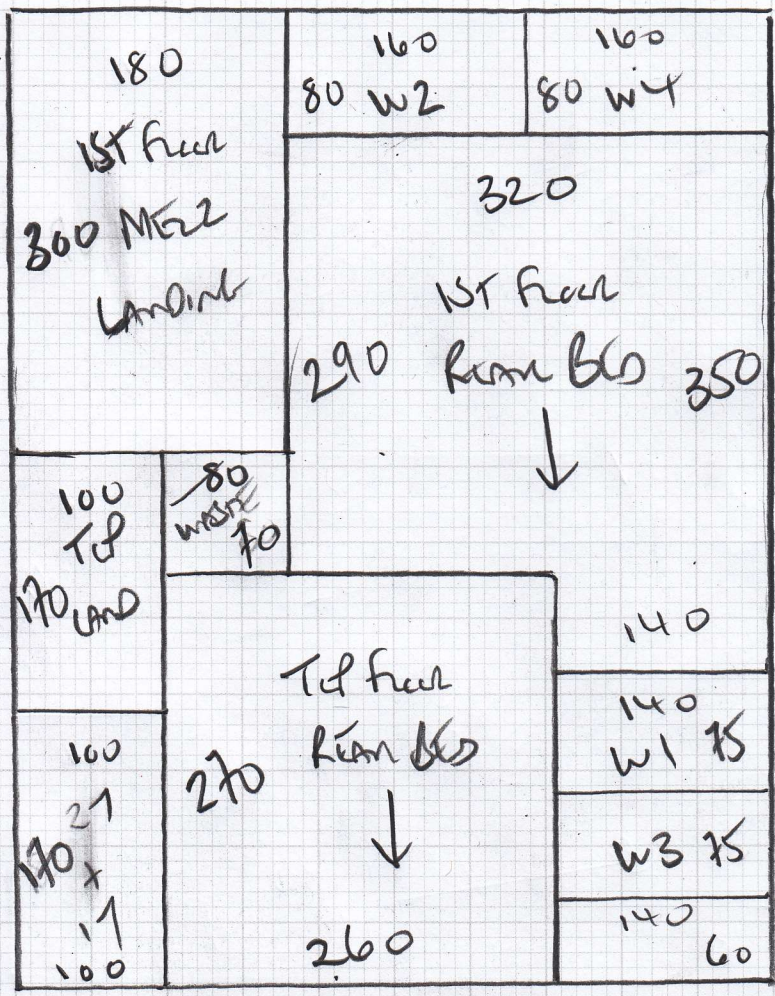 180
1ST FLOOR
300 MEZZ
LANDING
160
80 W2
160
80 W4
320
1ST FLOOR
290 REAR BED 350
140
100
TOP
170 LAND
80
WASTE
70
TOP FLOOR
REAR BED
270
260
140
W1 75
W3 75
140
60
100
27
170 x
17
100